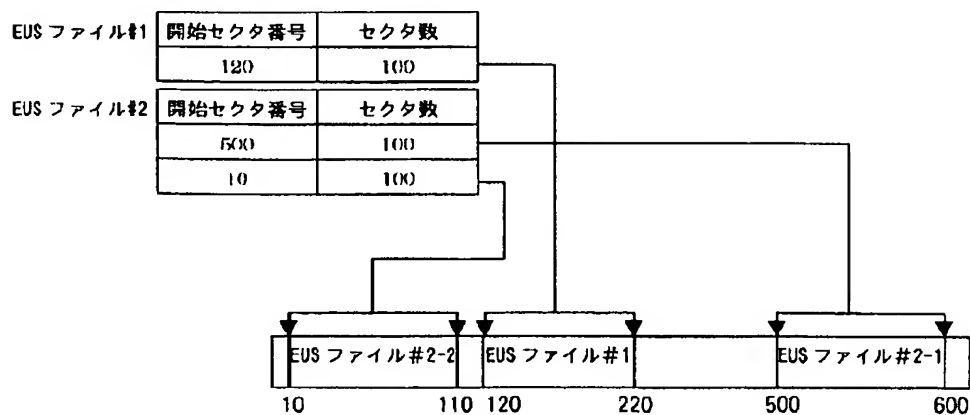 EUS ファイル#1 開始セクタ番号 セクタ数
120 100
EUS ファイル#2 開始セクタ番号 セクタ数
500 100
10 100
EUS ファイル#2-2 EUS ファイル#1 EUS ファイル#2-1
10 110 120 220 500 600